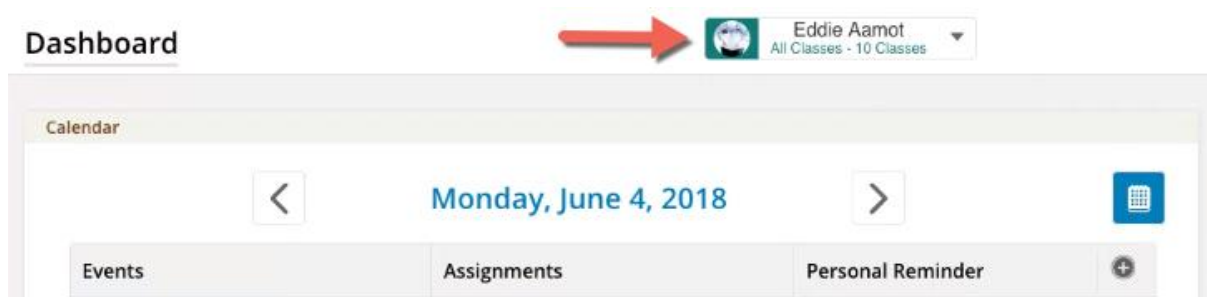 Dashboard
Eddie Aamot
All Classes - 10 Classes
Calendar
Monday, June 4, 2018
Events
Assignments
Personal Reminder